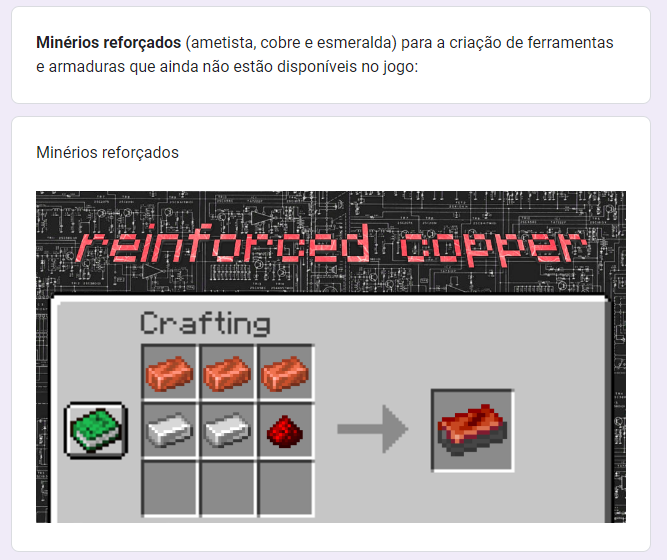 Minérios reforçados (ametista, cobre e esmeralda) para a criação de ferramentas
e armaduras que ainda não estão disponíveis no jogo:
Minérios reforçados
reinforced copper
Crafting